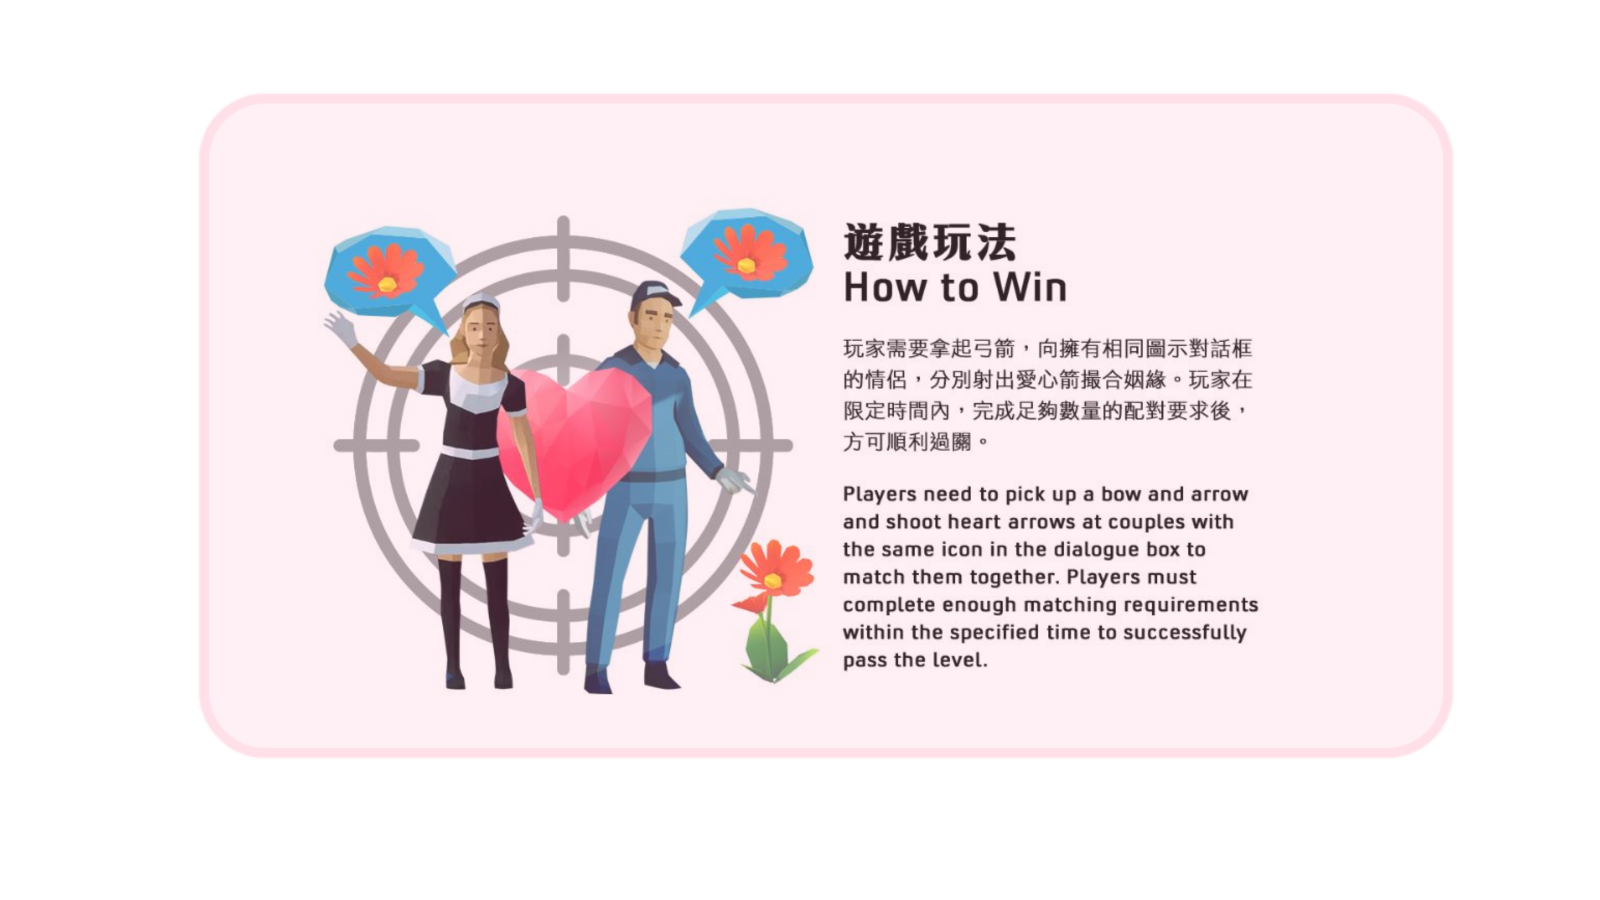 遊戲玩法
How to Win
玩家需要拿起弓箭，向擁有相同圖示對話框
的情侶，分別射出愛心箭撮合姻緣。玩家在
限定時間內，完成足夠數量的配對要求後，
方可順利過關。
Players need to pick up a bow and arrow
and shoot heart arrows at couples with
the same icon in the dialogue box to
match them together. Players must
complete enough matching requirements
within the specified time to successfully
pass the level.